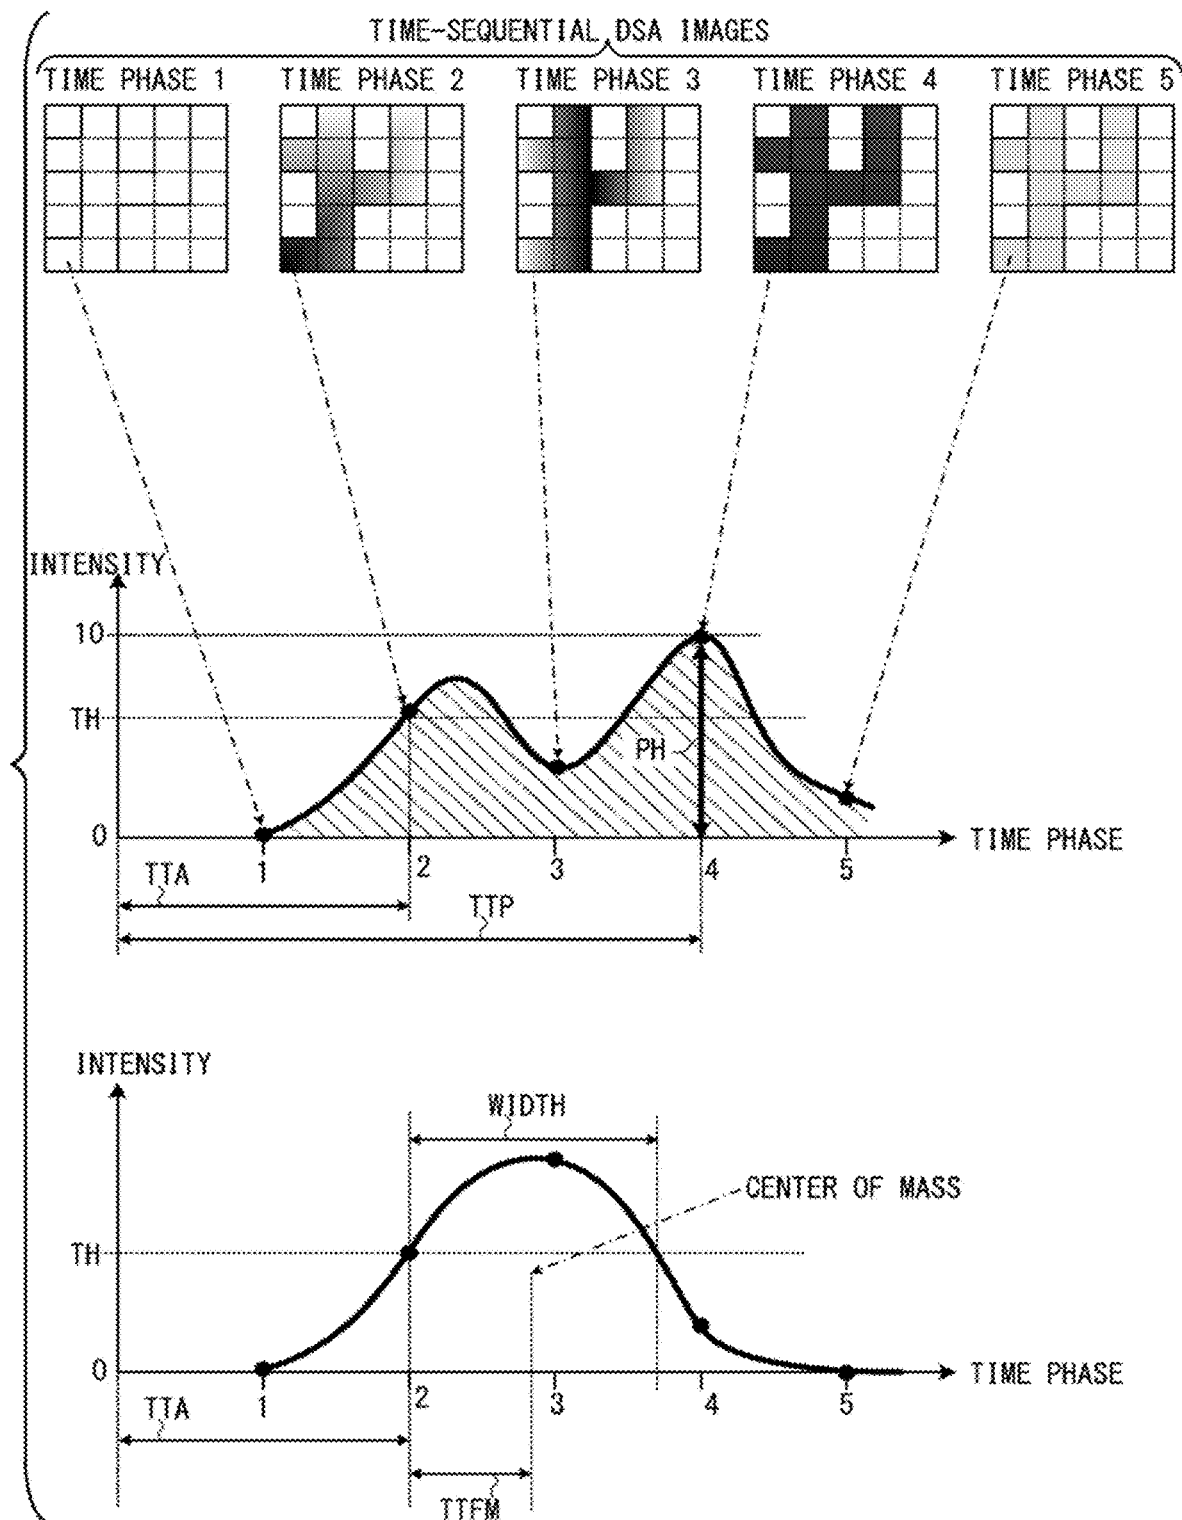 TIME-SEQUENTIAL DSA IMAGES
TIME PHASE 1 TIME PHASE 2 TIME PHASE 3 TIME PHASE 4 TIME PHASE 5
INTENSITY
10
TH
PH
0
TIME PHASE
1 2 3 4 5
TTA
TTP
INTENSITY
WIDTH
CENTER OF MASS
TH
0
TIME PHASE
1 2 3 4 5
TTA
TTFM